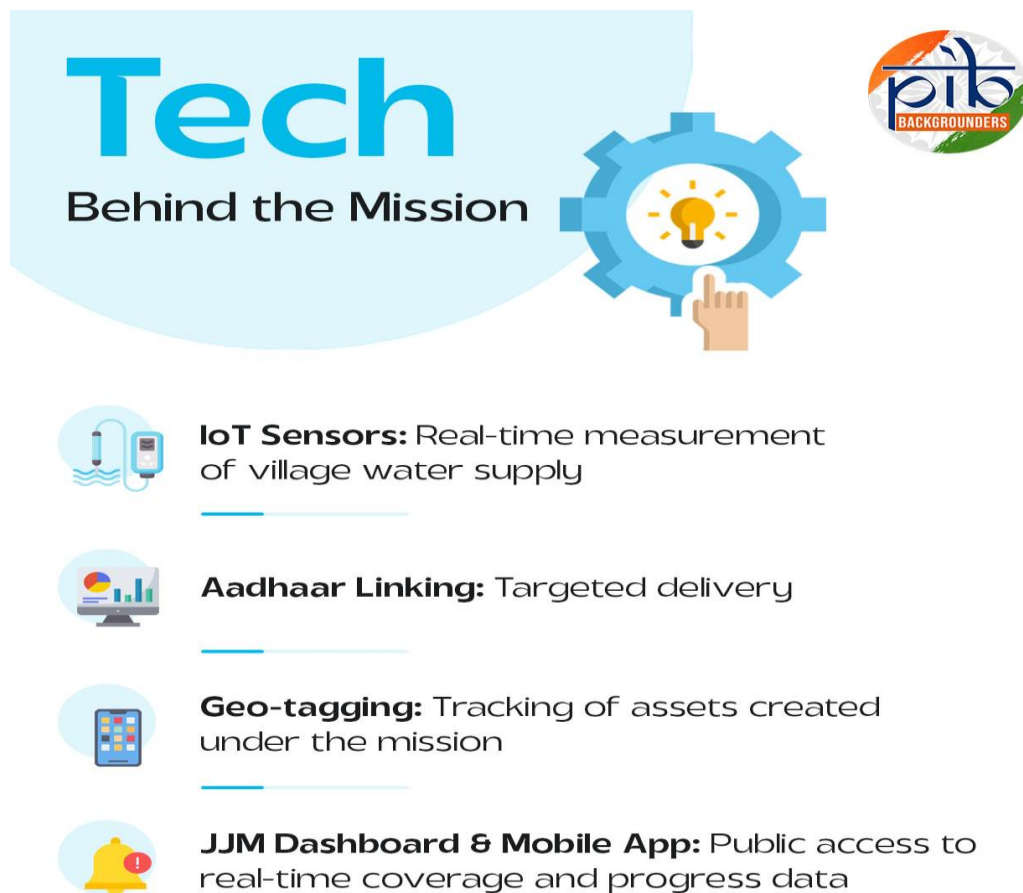 Tech
Behind the Mission
pib
BACKGROUNDERS
IoT Sensors: Real-time measurement
of village water supply
Aadhaar Linking: Targeted delivery
Geo-tagging: Tracking of assets created
under the mission
JJM Dashboard & Mobile App: Public access to
real-time coverage and progress data